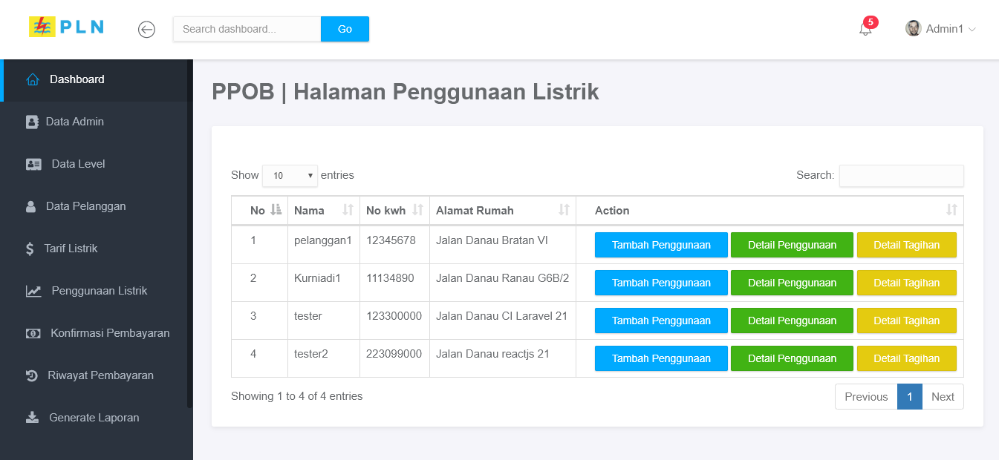 PLN
Search dashboard...
Go
5
Admin1
Dashboard
Data Admin
Data Level
Data Pelanggan
Tarif Listrik
Penggunaan Listrik
Konfirmasi Pembayaran
Riwayat Pembayaran
Generate Laporan
PPOB | Halaman Penggunaan Listrik
Show 10 entries
Search:
No Nama No kwh Alamat Rumah Action
1 pelanggan1 12345678 Jalan Danau Bratan VI Tambah Penggunaan Detail Penggunaan Detail Tagihan
2 Kurniadi1 11134890 Jalan Danau Ranau G6B/2 Tambah Penggunaan Detail Penggunaan Detail Tagihan
3 tester 123300000 Jalan Danau CI Laravel 21 Tambah Penggunaan Detail Penggunaan Detail Tagihan
4 tester2 223099000 Jalan Danau reactjs 21 Tambah Penggunaan Detail Penggunaan Detail Tagihan
Showing 1 to 4 of 4 entries
Previous 1 Next